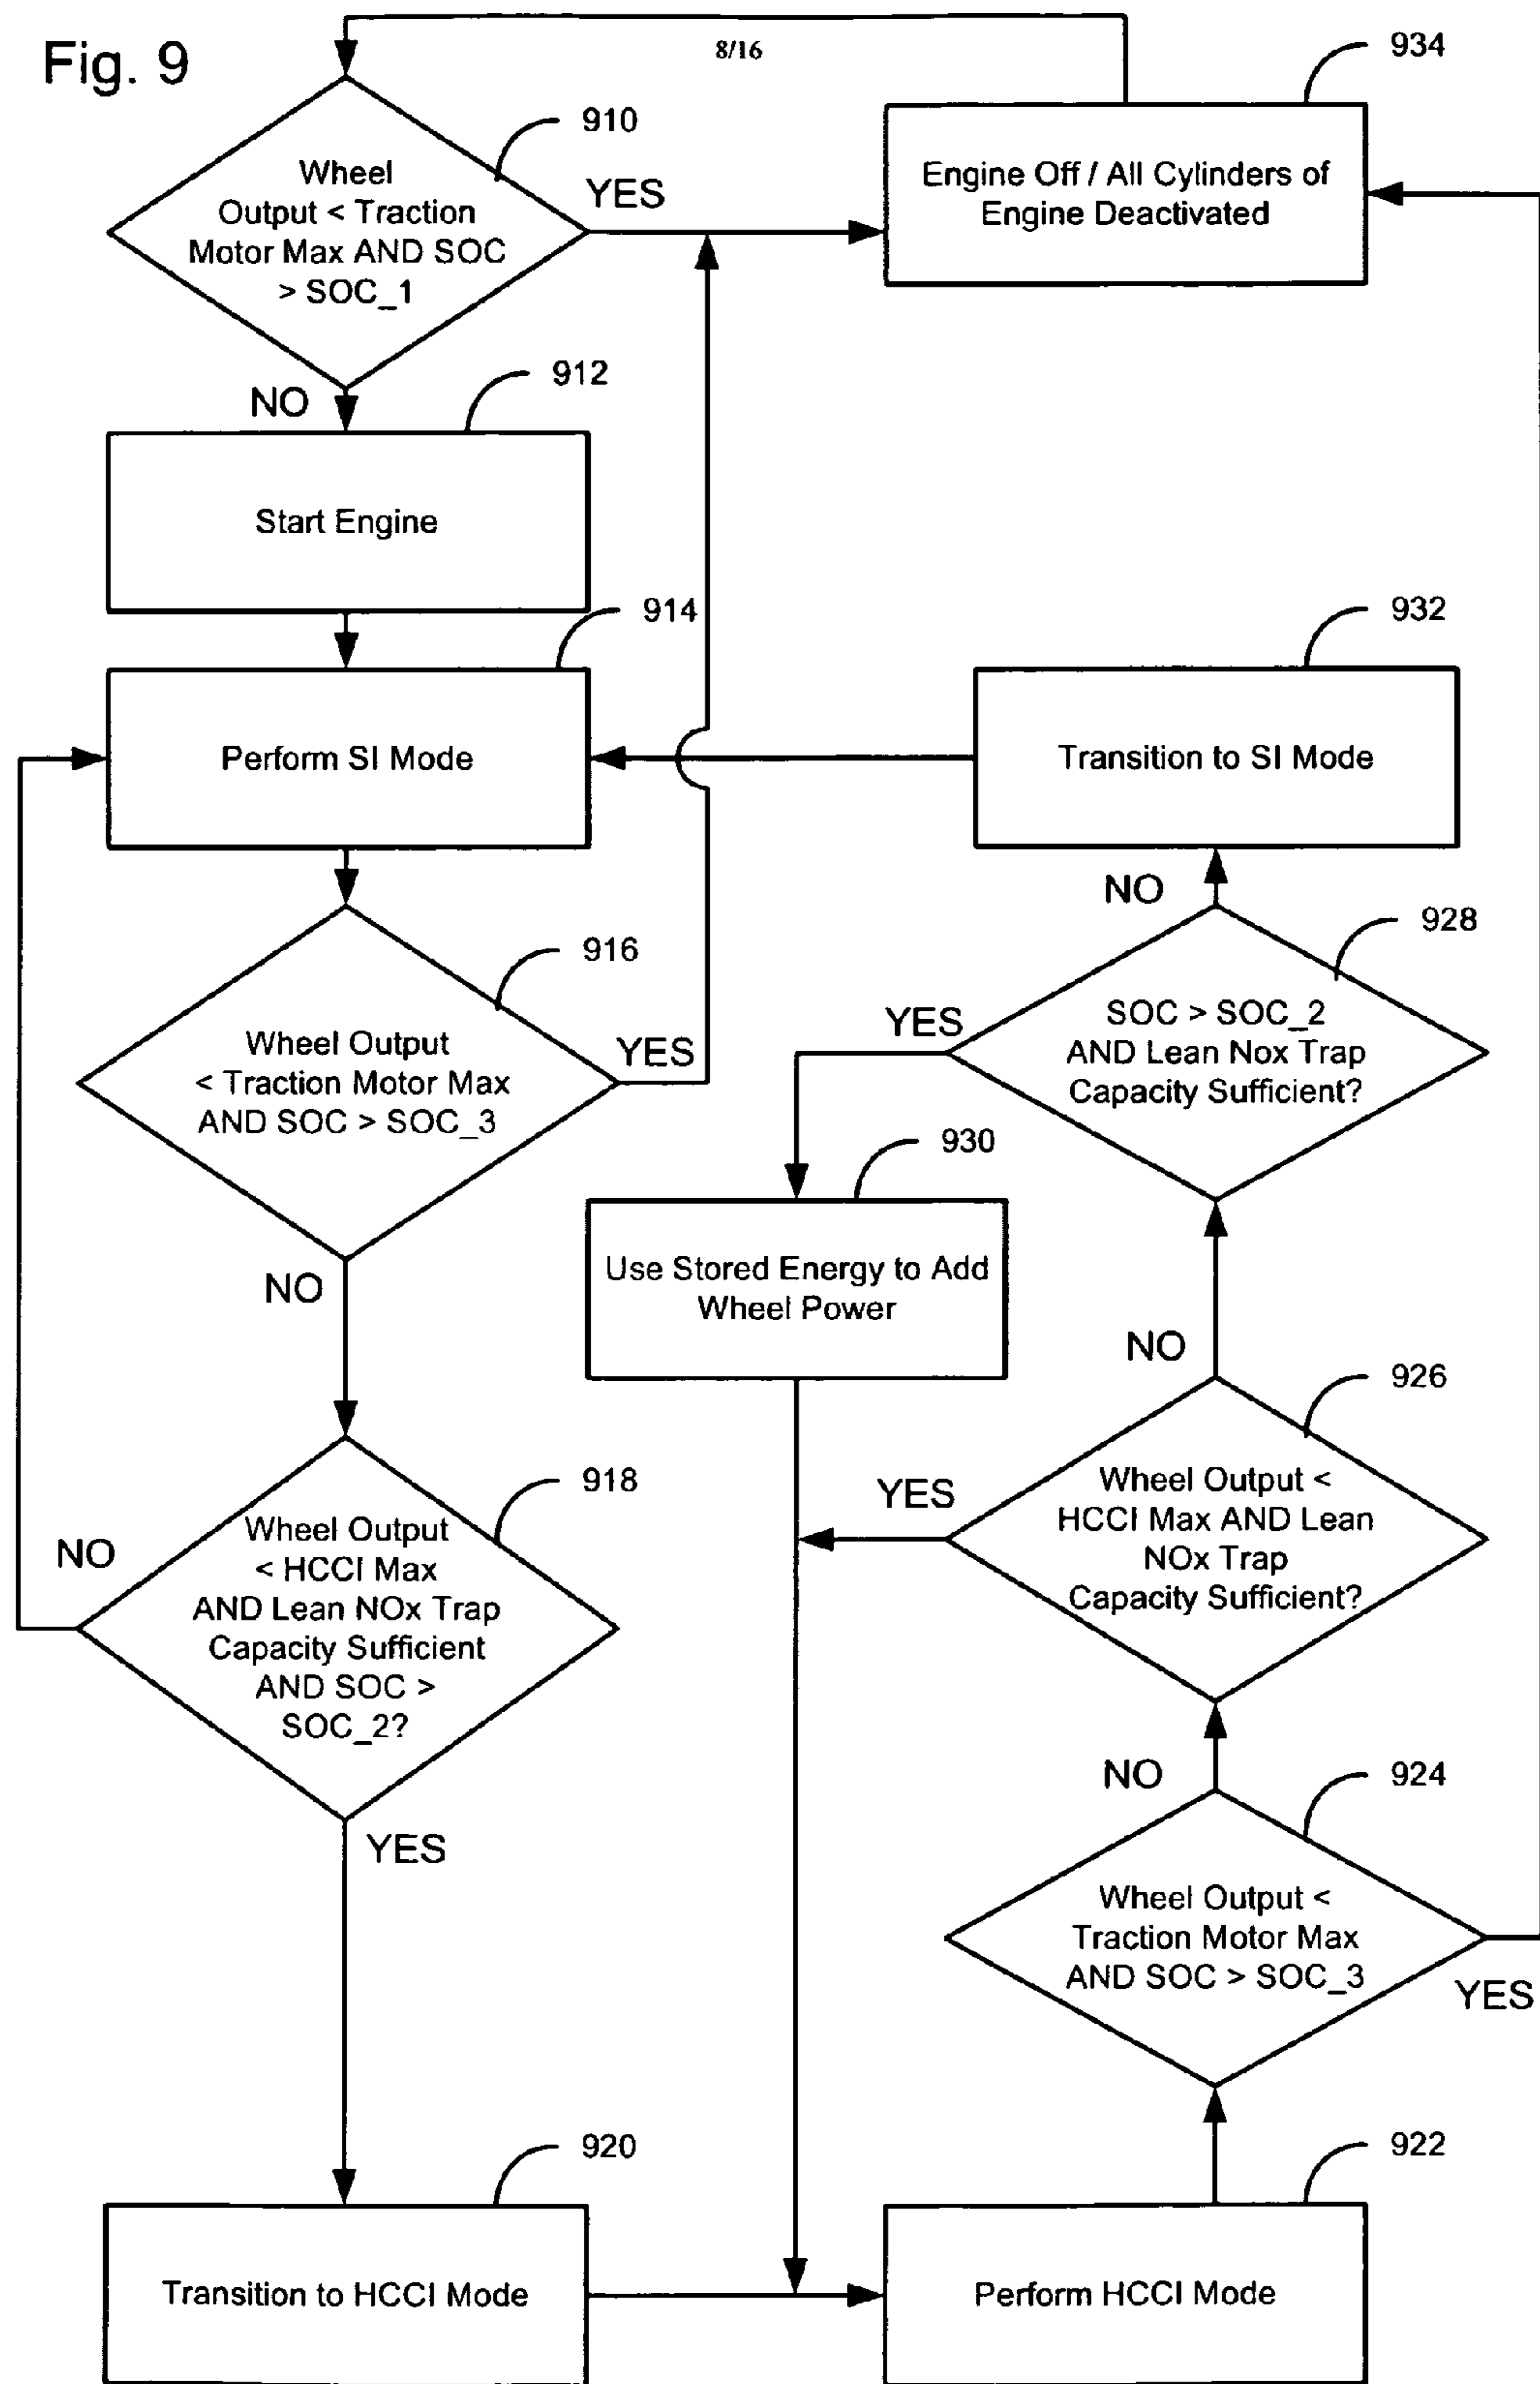 Fig. 9
8/16
934
910
Wheel
Output < Traction
Motor Max AND SOC
> SOC_1
YES
Engine Off / All Cylinders of
Engine Deactivated
NO
912
Start Engine
914
932
Perform SI Mode
Transition to SI Mode
NO
928
916
SOC > SOC_2
AND Lean Nox Trap
Capacity Sufficient?
YES
Wheel Output
< Traction Motor Max
AND SOC > SOC_3
YES
930
Use Stored Energy to Add
Wheel Power
NO
NO
926
918
Wheel Output <
HCCI Max AND Lean
NOx Trap
Capacity Sufficient?
YES
Wheel Output
< HCCI Max
AND Lean NOx Trap
Capacity Sufficient
AND SOC >
SOC_2?
NO
YES
NO
924
Wheel Output <
Traction Motor Max
AND SOC > SOC_3
YES
920
922
Transition to HCCI Mode
Perform HCCI Mode